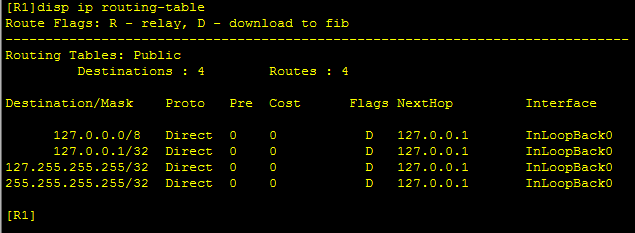 [R1]disp ip routing-table
Route Flags: R - relay, D - download to fib
------------------------------------------------------------------------------
Routing Tables: Public
         Destinations : 4        Routes : 4

Destination/Mask    Proto   Pre  Cost      Flags NextHop         Interface

      127.0.0.0/8   Direct  0    0           D   127.0.0.1       InLoopBack0
      127.0.0.1/32  Direct  0    0           D   127.0.0.1       InLoopBack0
127.255.255.255/32  Direct  0    0           D   127.0.0.1       InLoopBack0
255.255.255.255/32  Direct  0    0           D   127.0.0.1       InLoopBack0

[R1]